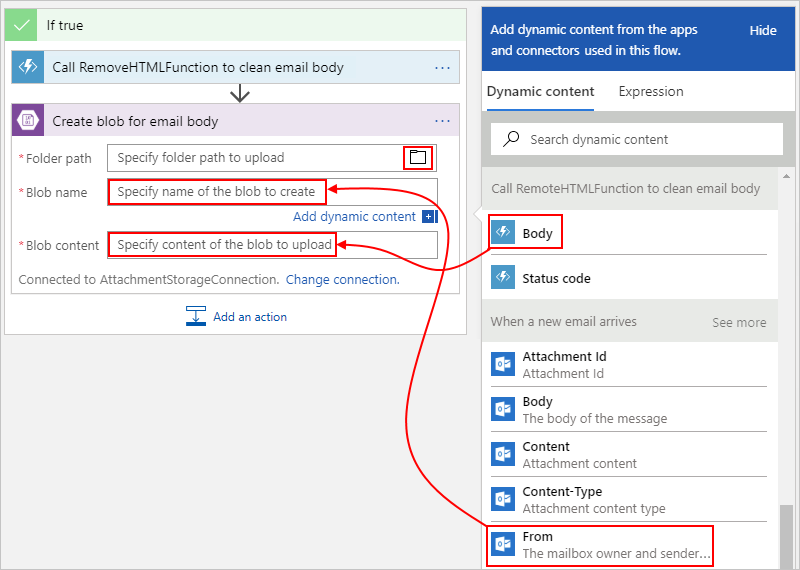 If true
Call RemoveHTMLFunction to clean email body
...
Create blob for email body
...
* Folder path
Specify folder path to upload
* Blob name
Specify name of the blob to create
Add dynamic content
* Blob content
Specify content of the blob to upload
Connected to AttachmentStorageConnection. Change connection.
Add an action
Add dynamic content from the apps
and connectors used in this flow.
Hide
Dynamic content
Expression
Search dynamic content
Call RemoteHTMLFunction to clean email body
Body
Status code
When a new email arrives
See more
Attachment Id
Attachment Id
Body
The body of the message
Content
Attachment content
Content-Type
Attachment content type
From
The mailbox owner and sender...